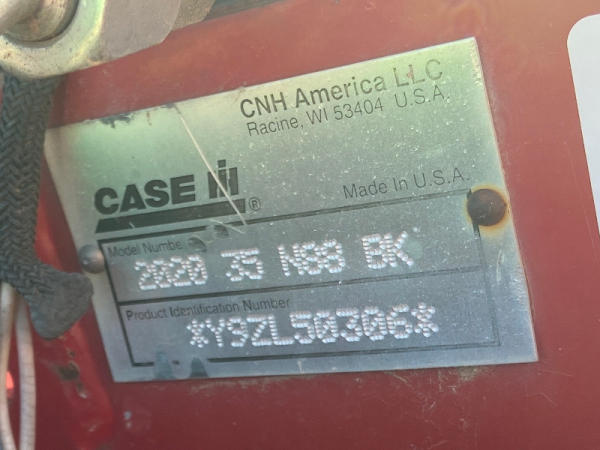 CNH America LLC
Racine, WI 53404 U.S.A.
CASE IH ®
Made In U.S.A.
Model Number
2020 35 N88 BK
Product Identification Number
*Y9ZL50306*